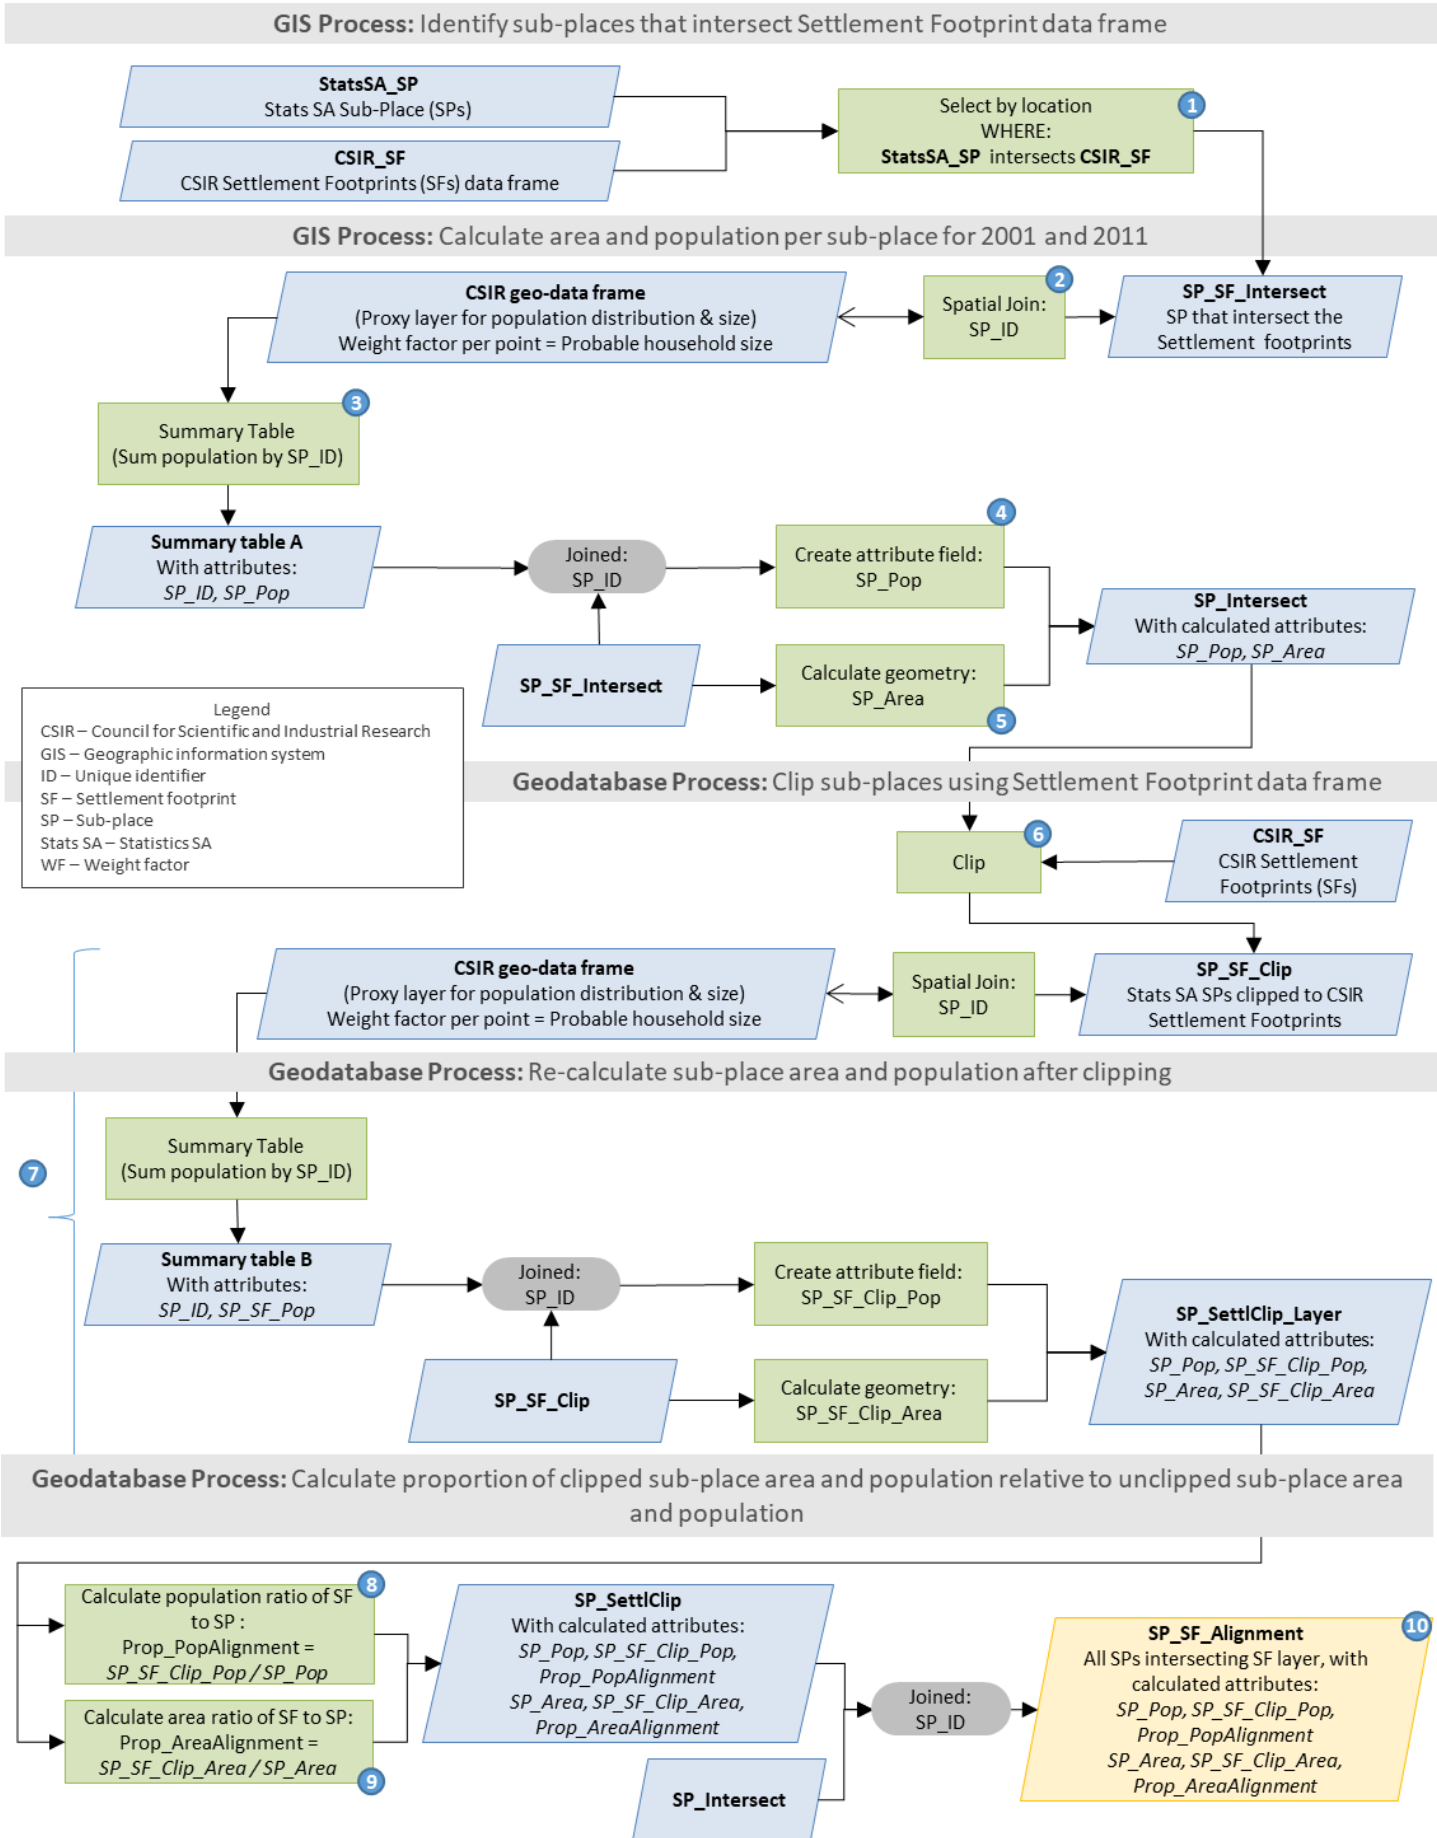 GIS Process: Identify sub-places that intersect Settlement Footprint data frame
StatsSA_SP
Stats SA Sub-Place (SPs)
CSIR_SF
CSIR Settlement Footprints (SFs) data frame
1
Select by location
WHERE:
StatsSA_SP intersects CSIR_SF
GIS Process: Calculate area and population per sub-place for 2001 and 2011
CSIR geo-data frame
(Proxy layer for population distribution & size)
Weight factor per point = Probable household size
2
Spatial Join:
SP_ID
SP_SF_Intersect
SP that intersect the
Settlement footprints
3
Summary Table
(Sum population by SP_ID)
Summary table A
With attributes:
SP_ID, SP_Pop
Joined:
SP_ID
4
Create attribute field:
SP_Pop
SP_SF_Intersect
Calculate geometry:
SP_Area
5
SP_Intersect
With calculated attributes:
SP_Pop, SP_Area
Legend
CSIR – Council for Scientific and Industrial Research
GIS – Geographic information system
ID – Unique identifier
SF – Settlement footprint
SP – Sub-place
Stats SA – Statistics SA
WF – Weight factor
Geodatabase Process: Clip sub-places using Settlement Footprint data frame
6
Clip
CSIR_SF
CSIR Settlement
Footprints (SFs)
CSIR geo-data frame
(Proxy layer for population distribution & size)
Weight factor per point = Probable household size
Spatial Join:
SP_ID
SP_SF_Clip
Stats SA SPs clipped to CSIR
Settlement Footprints
Geodatabase Process: Re-calculate sub-place area and population after clipping
7
Summary Table
(Sum population by SP_ID)
Summary table B
With attributes:
SP_ID, SP_SF_Pop
Joined:
SP_ID
Create attribute field:
SP_SF_Clip_Pop
SP_SF_Clip
Calculate geometry:
SP_SF_Clip_Area
SP_SettlClip_Layer
With calculated attributes:
SP_Pop, SP_SF_Clip_Pop,
SP_Area, SP_SF_Clip_Area
Geodatabase Process: Calculate proportion of clipped sub-place area and population relative to unclipped sub-place area
and population
8
Calculate population ratio of SF
to SP :
Prop_PopAlignment =
SP_SF_Clip_Pop / SP_Pop
Calculate area ratio of SF to SP:
Prop_AreaAlignment =
SP_SF_Clip_Area / SP_Area
9
SP_SettlClip
With calculated attributes:
SP_Pop, SP_SF_Clip_Pop,
Prop_PopAlignment
SP_Area, SP_SF_Clip_Area,
Prop_AreaAlignment
SP_Intersect
Joined:
SP_ID
10
SP_SF_Alignment
All SPs intersecting SF layer, with
calculated attributes:
SP_Pop, SP_SF_Clip_Pop,
Prop_PopAlignment
SP_Area, SP_SF_Clip_Area,
Prop_AreaAlignment